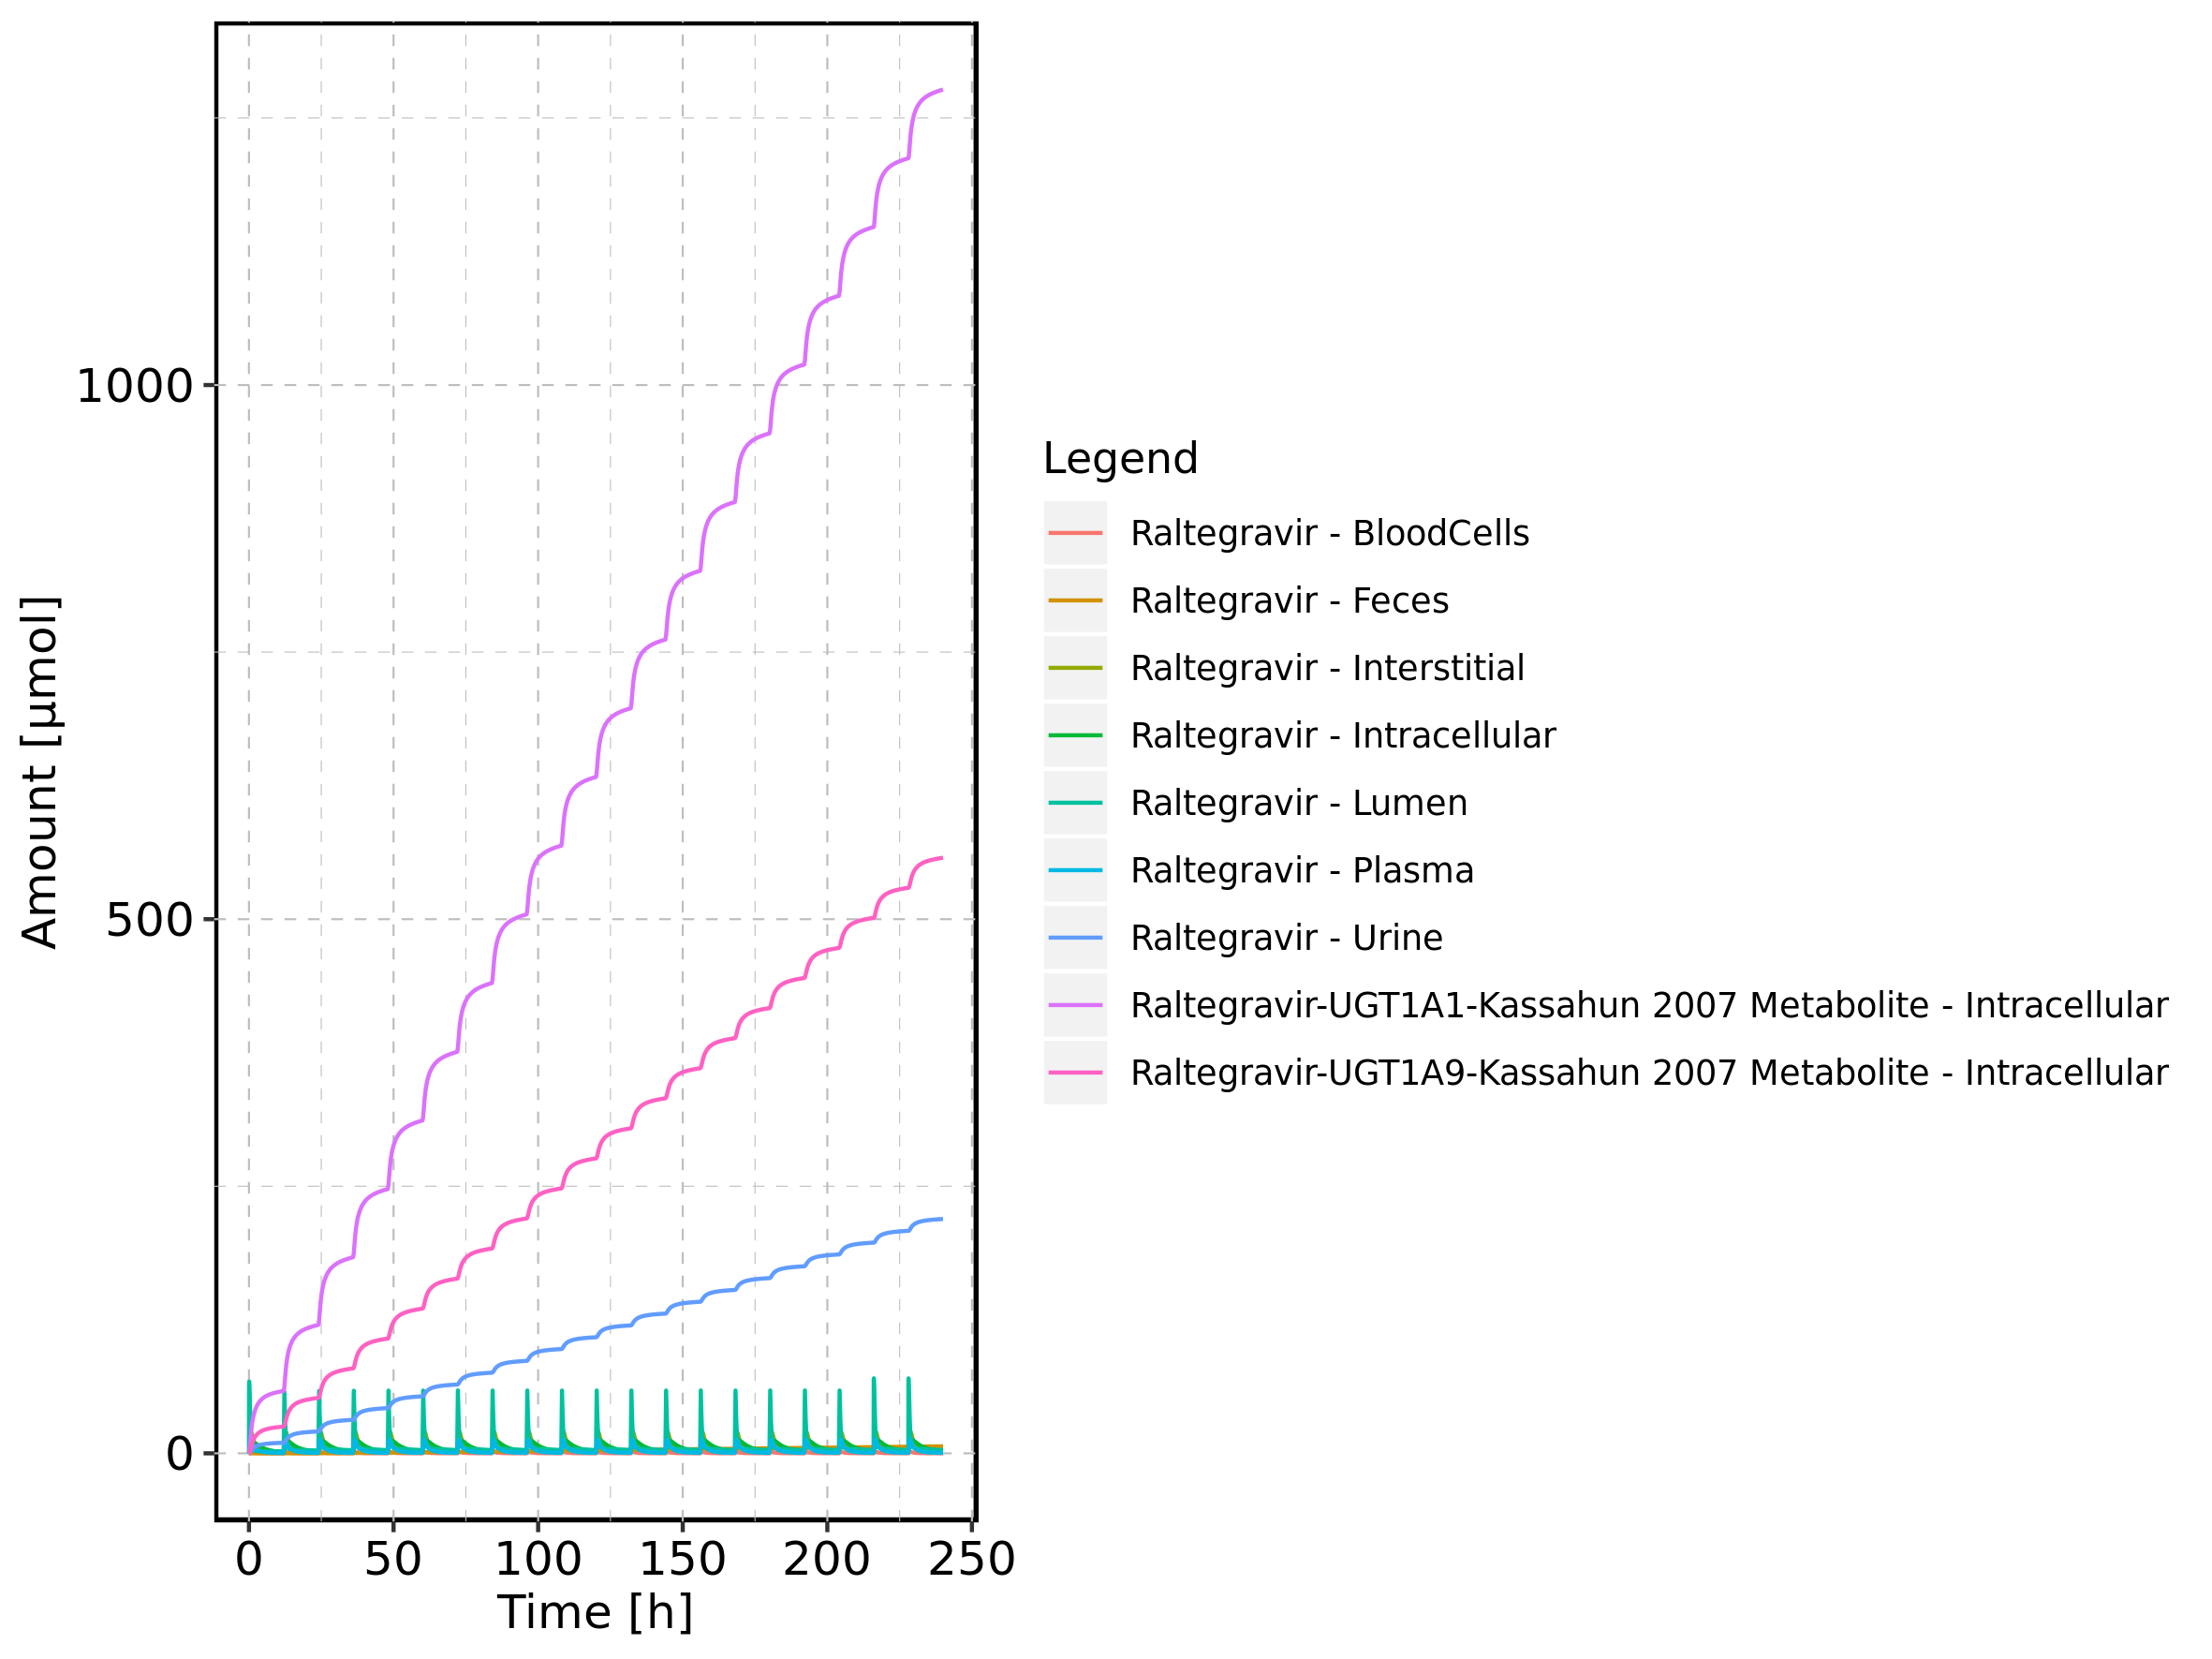 1000
500
0
Amount [µmol]
0 50 100 150 200 250
Time [h]
Legend
Raltegravir - BloodCells
Raltegravir - Feces
Raltegravir - Interstitial
Raltegravir - Intracellular
Raltegravir - Lumen
Raltegravir - Plasma
Raltegravir - Urine
Raltegravir-UGT1A1-Kassahun 2007 Metabolite - Intracellular
Raltegravir-UGT1A9-Kassahun 2007 Metabolite - Intracellular